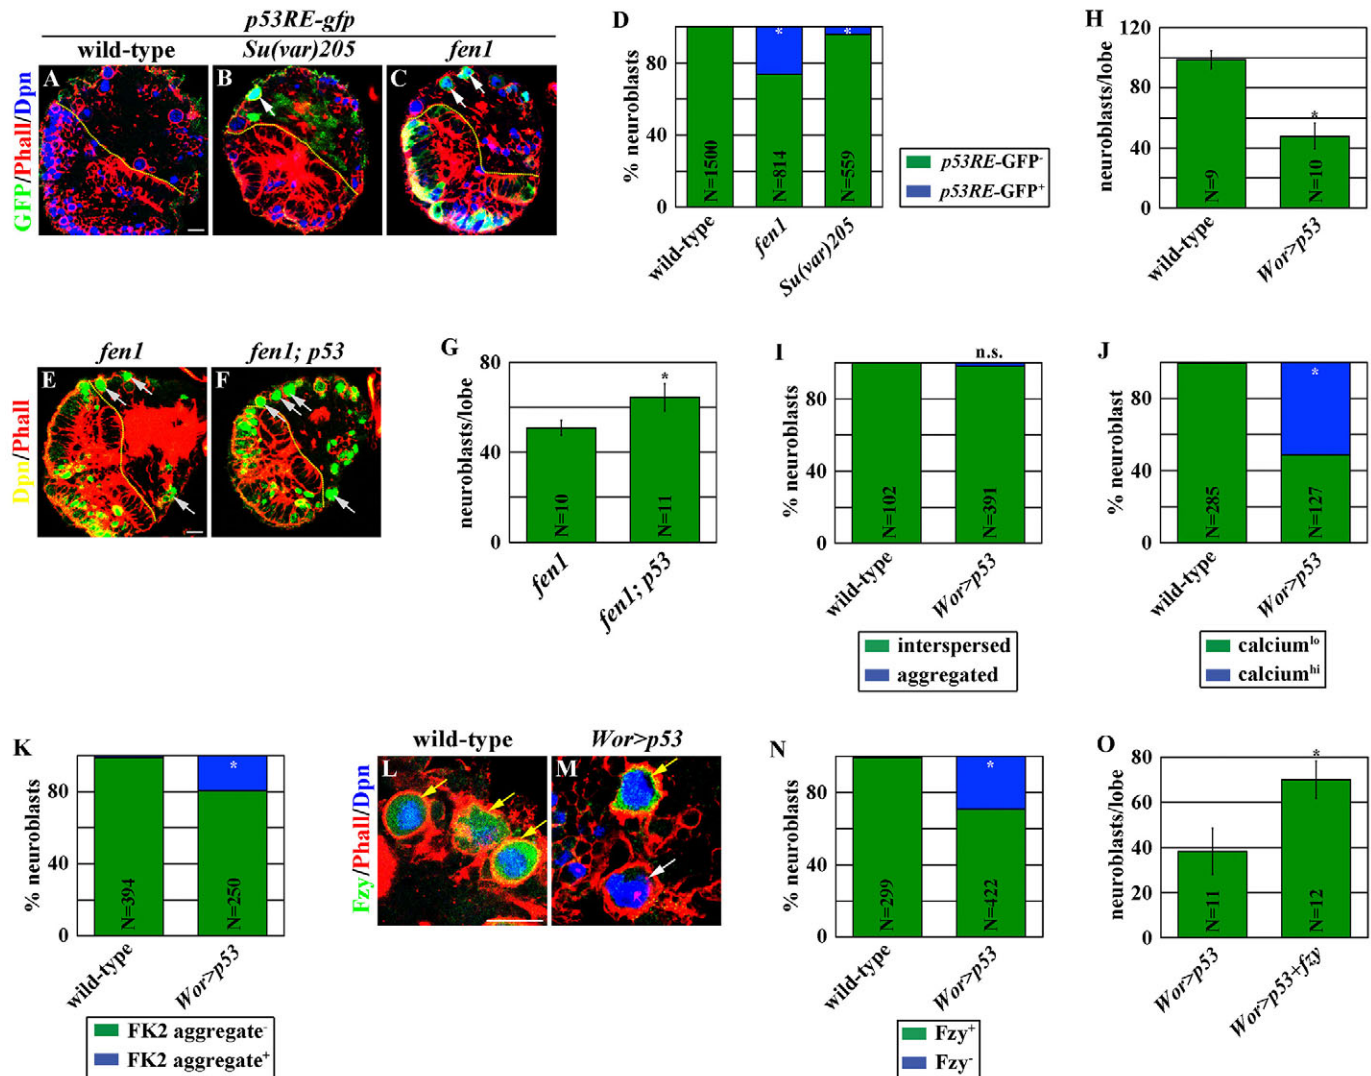 p53RE-gfp
wild-type
Su(var)205
fen1
GFP/Phall/Dpn
A
B
C
D
% neuroblasts
80
40
0
*
*
N=1500
N=814
N=559
wild-type
fen1
Su(var)205
p53RE-GFP⁻
p53RE-GFP⁺
H
neuroblasts/lobe
120
80
40
0
*
N=9
N=10
wild-type
Wor>p53
fen1
fen1; p53
Dpn/Phall
E
F
G
neuroblasts/lobe
80
40
0
*
N=10
N=11
fen1
fen1; p53
I
% neuroblasts
80
40
0
n.s.
N=102
N=391
wild-type
Wor>p53
interspersed
aggregated
J
% neuroblast
80
40
0
*
N=285
N=127
wild-type
Wor>p53
calciumˡᵒ
calciumʰⁱ
K
% neuroblasts
80
40
0
*
N=394
N=250
wild-type
Wor>p53
FK2 aggregate⁻
FK2 aggregate⁺
wild-type
Wor>p53
Fzy/Phall/Dpn
L
M
N
% neuroblasts
80
40
0
*
N=299
N=422
wild-type
Wor>p53
Fzy⁺
Fzy⁻
O
neuroblasts/lobe
80
60
40
20
0
*
N=11
N=12
Wor>p53
Wor>p53+fzy